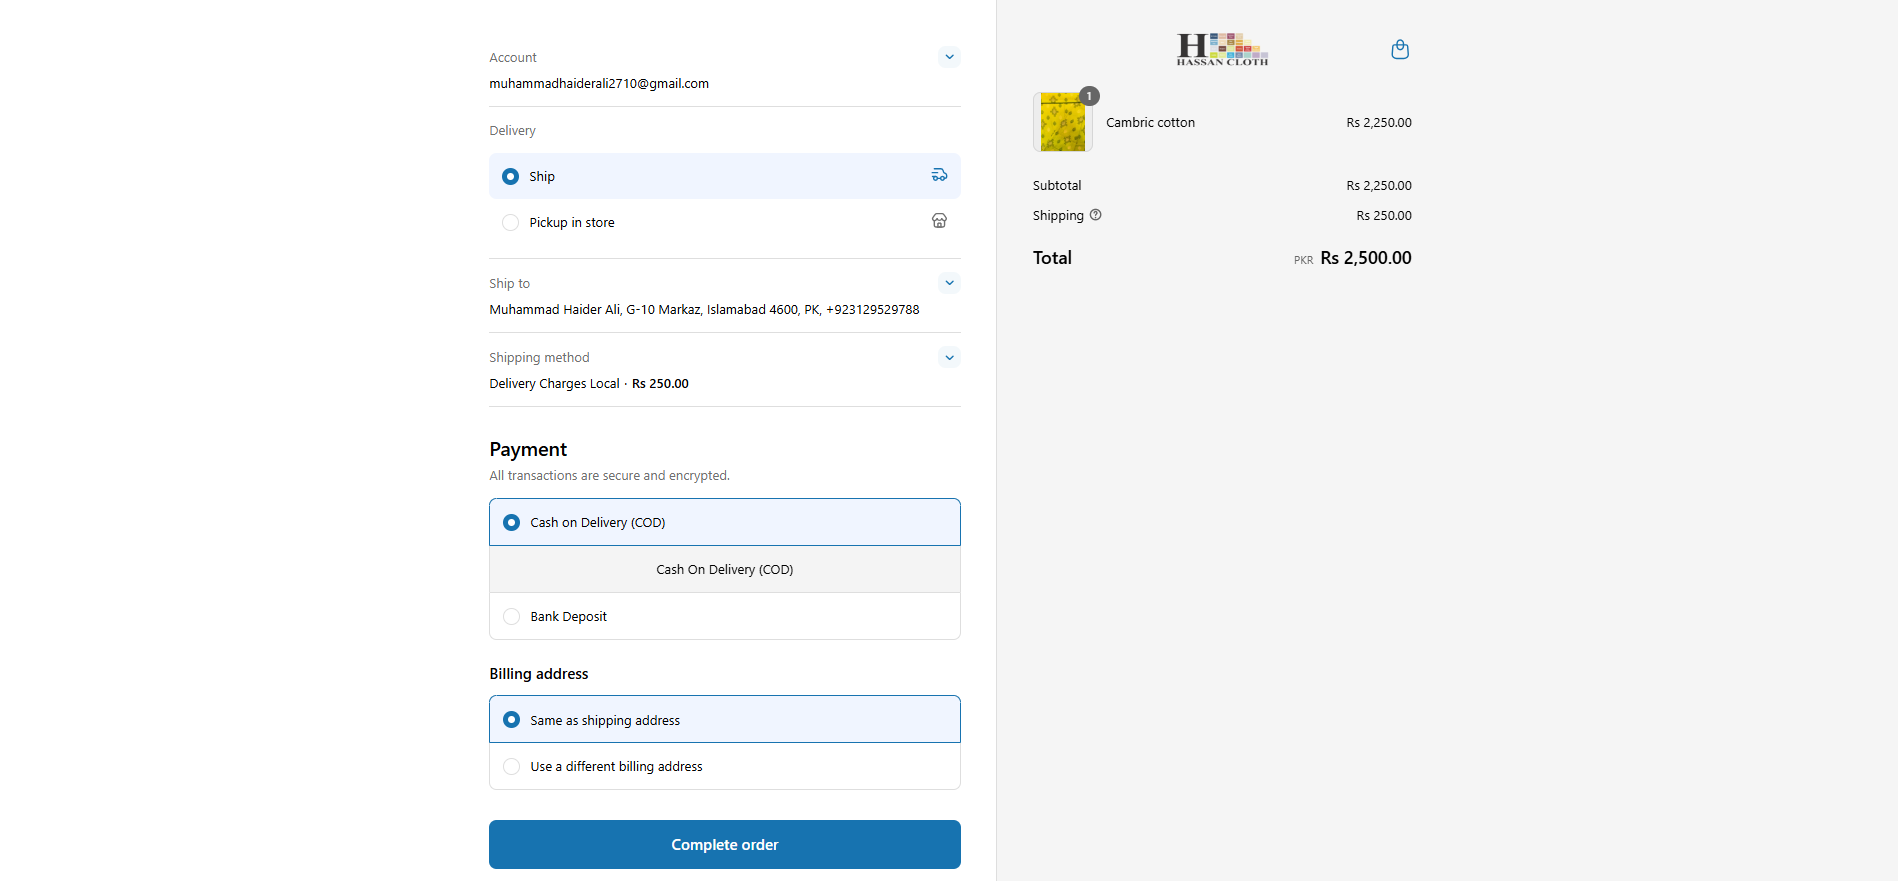 Account
muhammadhaiderali2710@gmail.com
Delivery
Ship
Pickup in store
Ship to
Muhammad Haider Ali, G-10 Markaz, Islamabad 4600, PK, +923129529788
Shipping method
Delivery Charges Local · Rs 250.00
Payment
All transactions are secure and encrypted.
Cash on Delivery (COD)
Cash On Delivery (COD)
Bank Deposit
Billing address
Same as shipping address
Use a different billing address
Complete order
H
HASSAN CLOTH
1
Cambric cotton Rs 2,250.00
Subtotal Rs 2,250.00
Shipping Rs 250.00
Total PKR Rs 2,500.00